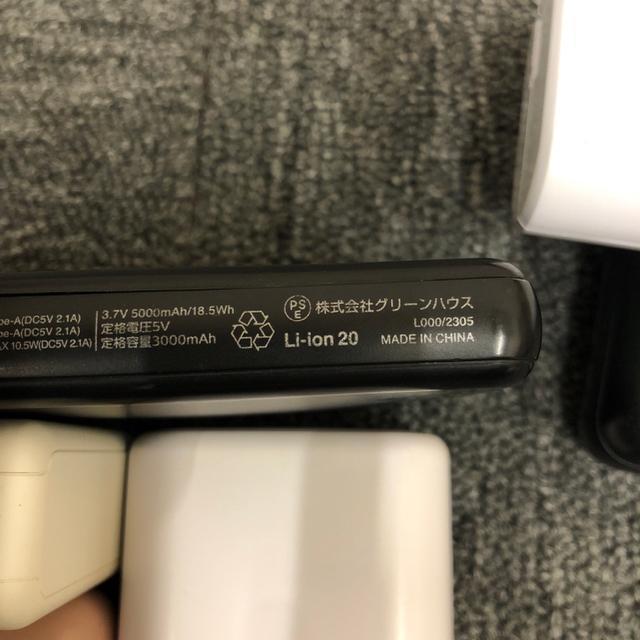 pe-A(DC5V 2.1A)
pe-A(DC5V 2.1A)
AX 10.5W(DC5V 2.1A)
3.7V 5000mAh/18.5Wh
定格電圧5V
定格容量3000mAh
Li-ion 20
PSE 株式会社グリーンハウス
L000/2305
MADE IN CHINA